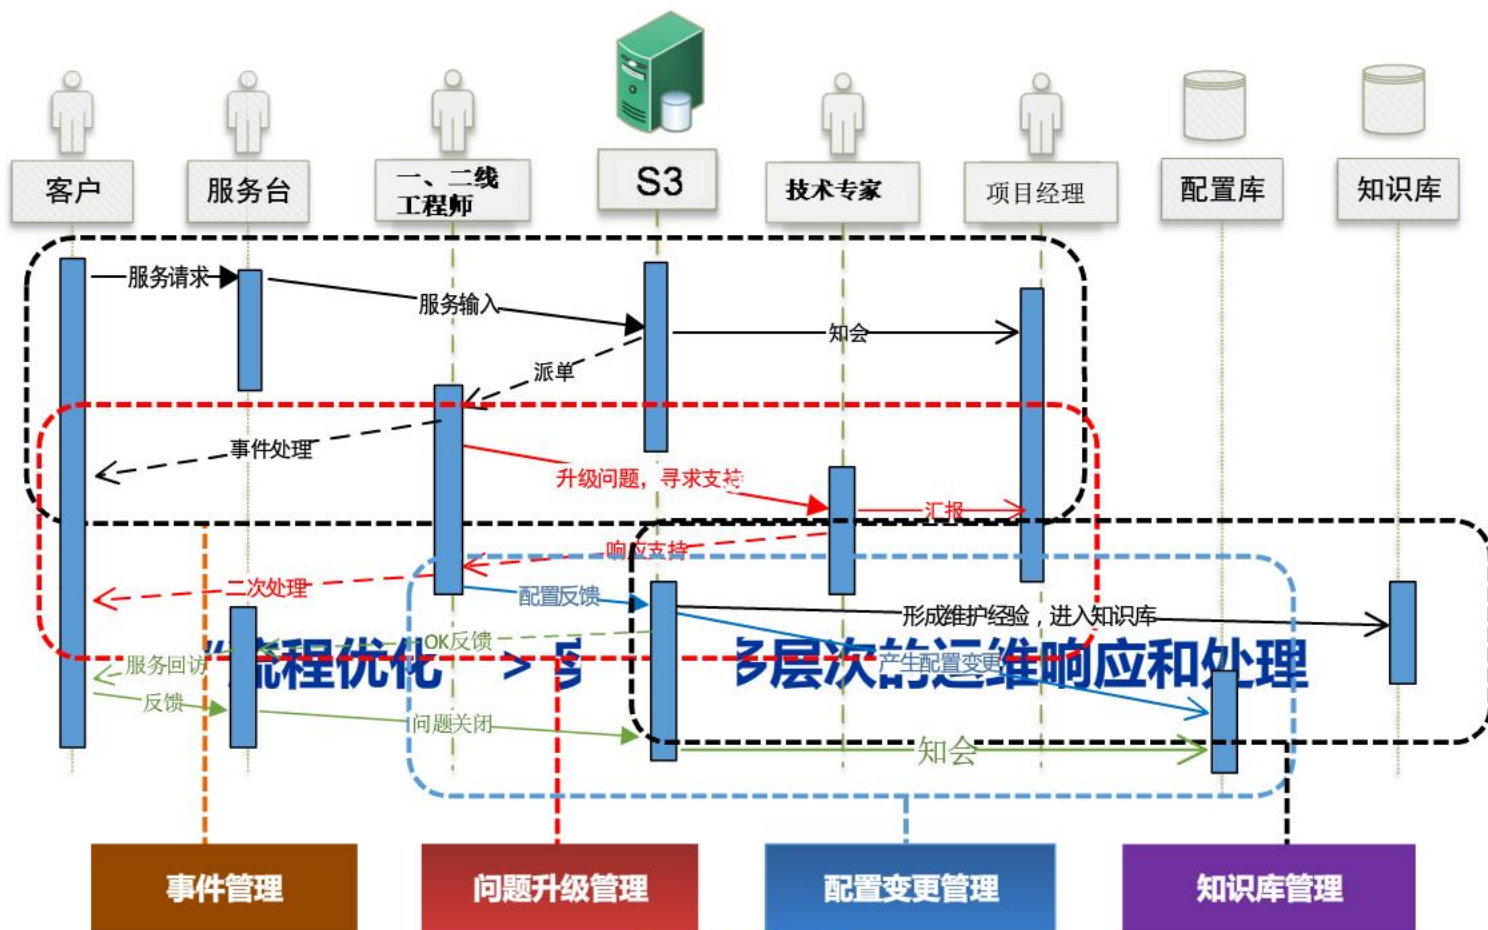 客户
服务台
一、二线
工程师
S3
技术专家
项目经理
配置库
知识库
服务请求
服务输入
知会
派单
事件处理
升级问题，寻求支持
汇报
响应支持
二次处理
配置反馈
形成维护经验，进入知识库
OK反馈
“流程优化 >
多层次的运维响应和处理
服务回访
产生配置变更
反馈
问题关闭
知会
事件管理
问题升级管理
配置变更管理
知识库管理